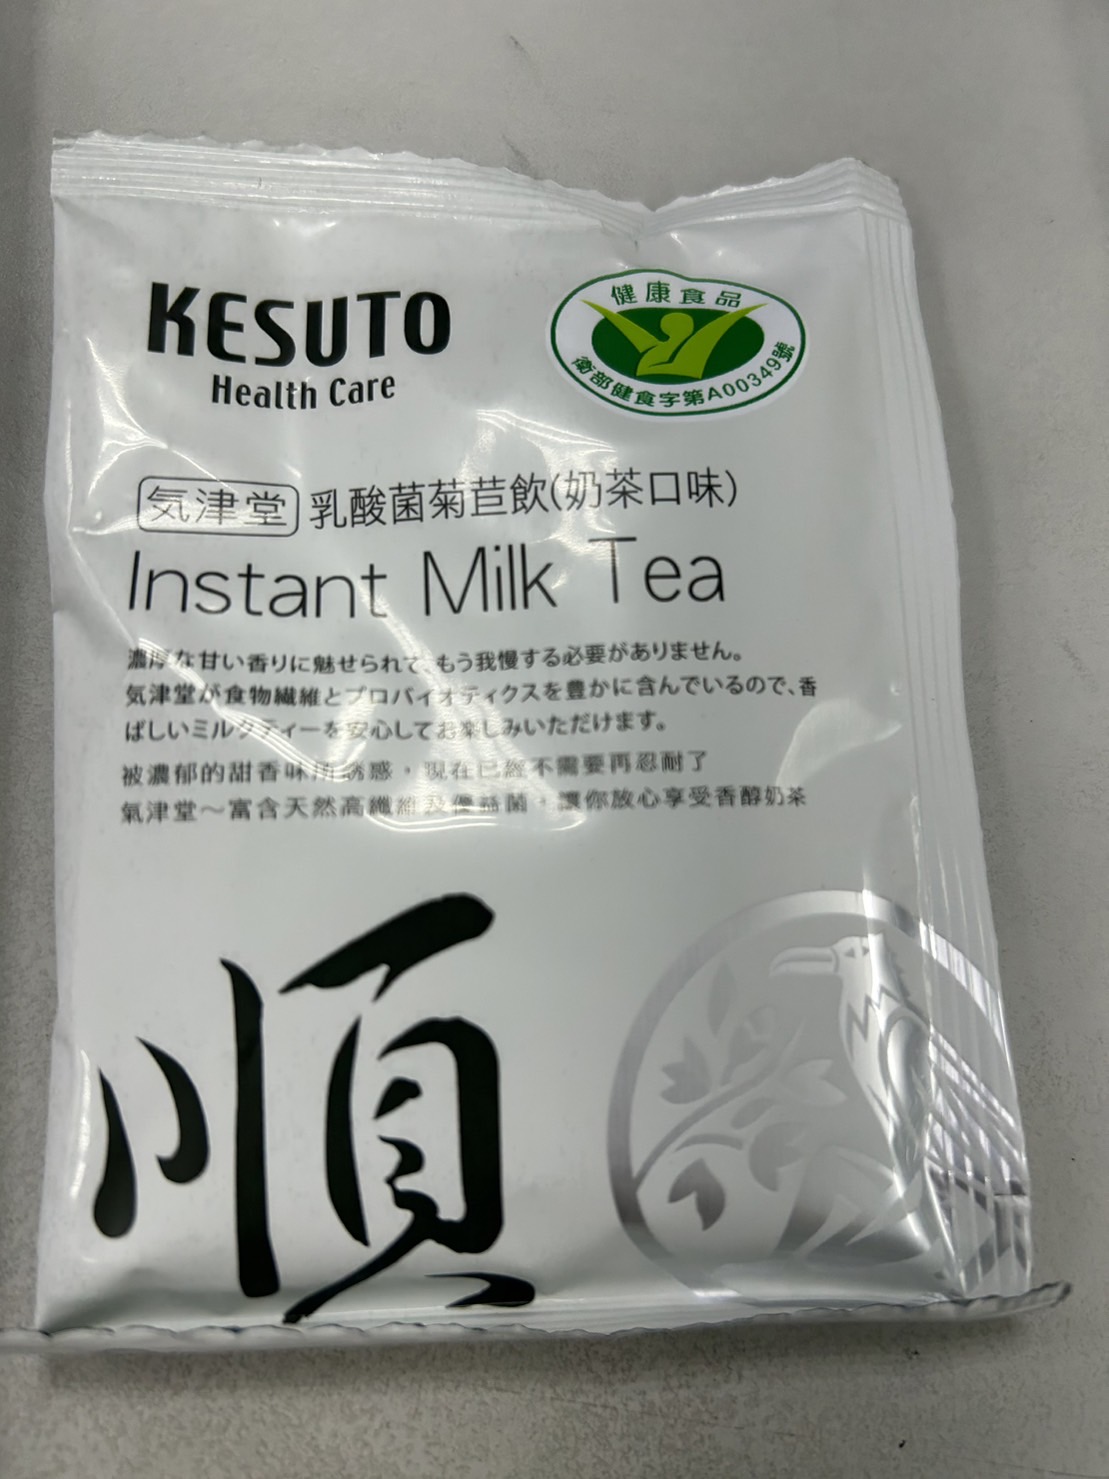 KESUTO
Health Care
健康食品
衛部健食字第A00349號
気津堂 乳酸菌菊苣飲(奶茶口味)
Instant Milk Tea
濃厚な甘い香りに魅せられて、もう我慢する必要がありません。
気津堂が食物繊維とプロバイオティクスを豊かに含んでいるので、香
ばしいミルクティーを安心してお楽しみいただけます。
被濃郁的甜香味所誘惑，現在已經不需要再忍耐了
氣津堂～富含天然高纖維及優益菌，讓你放心享受香醇奶茶
順